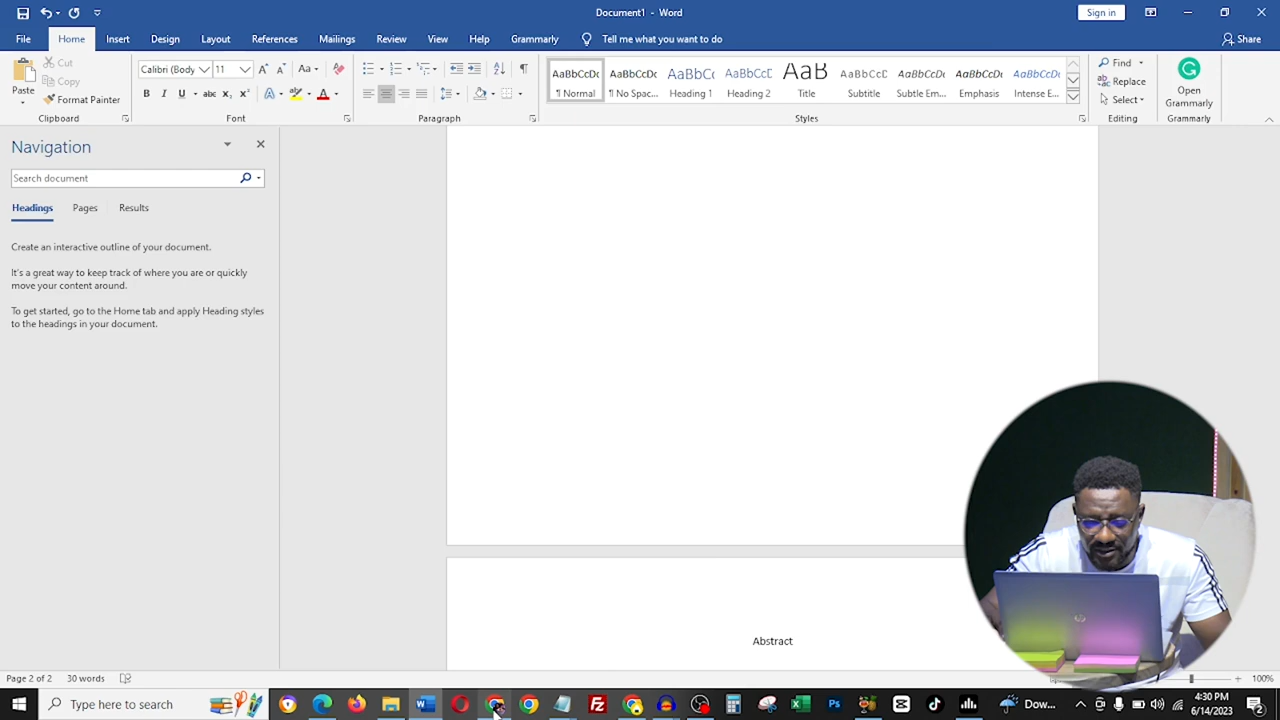 Document1 - Word
Sign in
File Home Insert Design Layout References Mailings Review View Help Grammarly Tell me what you want to do Share
Paste
Cut
Copy
Format Painter
Clipboard
Calibri (Body 11
Font
Paragraph
AaBbCcDc AaBbCcDc AaBbCc AaBbCcD AaB AaBbCcD AaBbCcDc AaBbCcDc AaBbCcDc
¶ Normal ¶ No Spac... Heading 1 Heading 2 Title Subtitle Subtle Em... Emphasis Intense E...
Styles
Find
Replace
Select
Editing
Open
Grammarly
Grammarly
Navigation
Search document
Headings Pages Results
Create an interactive outline of your document.
It's a great way to keep track of where you are or quickly
move your content around.
To get started, go to the Home tab and apply Heading styles
to the headings in your document.
Abstract
Page 2 of 2 30 words
100%
Type here to search
Dow...
4:30 PM
6/14/2023